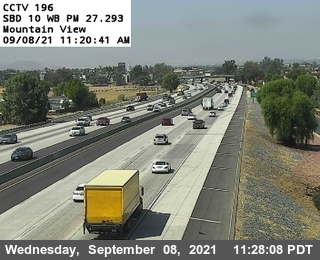 CCTV 196
SBD 10 WB PM 27.293
Mountain View
09/08/21 11:20:41 AM
Wednesday, September 08, 2021 11:28:08 PDT